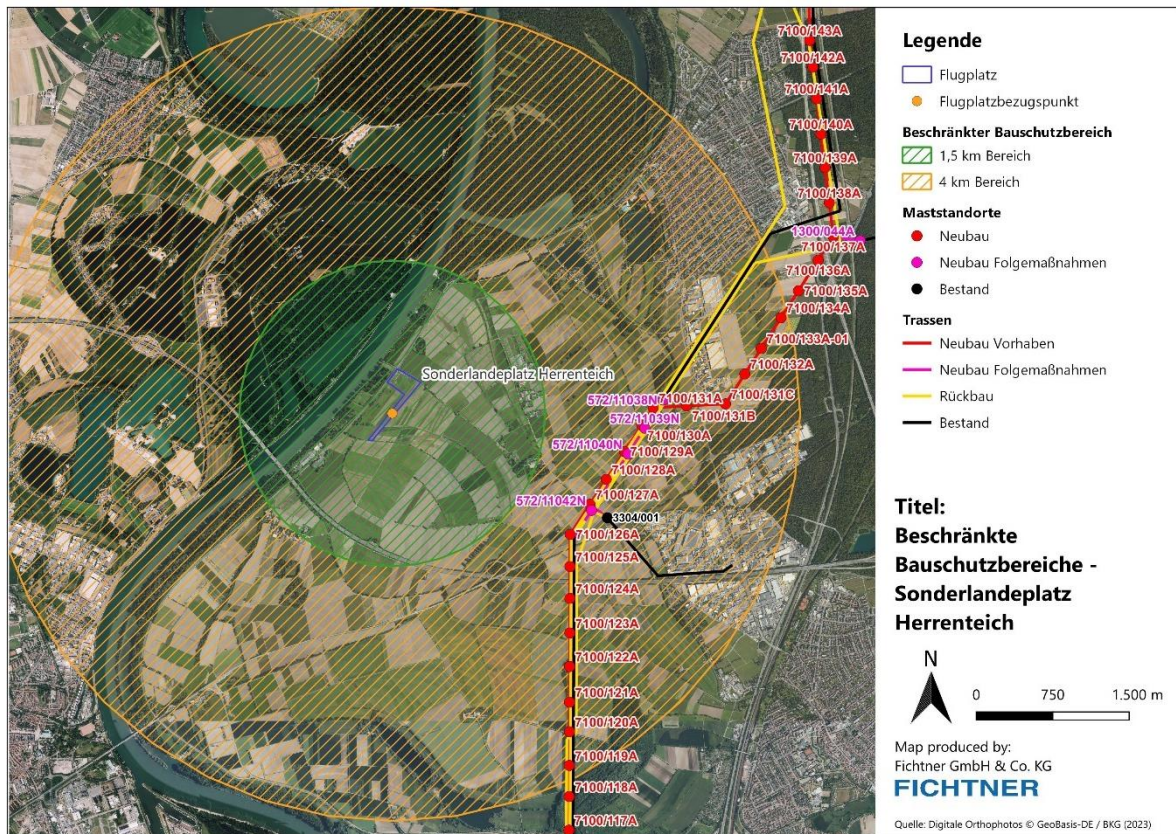 7100/143A
7100/142A
7100/141A
7100/140A
7100/139A
7100/138A
1300/044A
7100/137A
7100/136A
7100/135A
7100/134A
7100/133A-01
7100/132A
7100/131C
7100/131B
572/11038N
7100/131A
572/11039N
7100/130A
572/11040N
7100/129A
7100/128A
572/11042N
7100/127A
3304/001
7100/126A
7100/125A
7100/124A
7100/123A
7100/122A
7100/121A
7100/120A
7100/119A
7100/118A
7100/117A
Sonderlandeplatz Herrenteich
Legende
Flugplatz
Flugplatzbezugspunkt
Beschränkter Bauschutzbereich
1,5 km Bereich
4 km Bereich
Maststandorte
Neubau
Neubau Folgemaßnahmen
Bestand
Trassen
Neubau Vorhaben
Neubau Folgemaßnahmen
Rückbau
Bestand
Titel:
Beschränkte
Bauschutzbereiche -
Sonderlandeplatz
Herrenteich
N
0 750 1.500 m
Map produced by:
Fichtner GmbH & Co. KG
FICHTNER
Quelle: Digitale Orthophotos © GeoBasis-DE / BKG (2023)